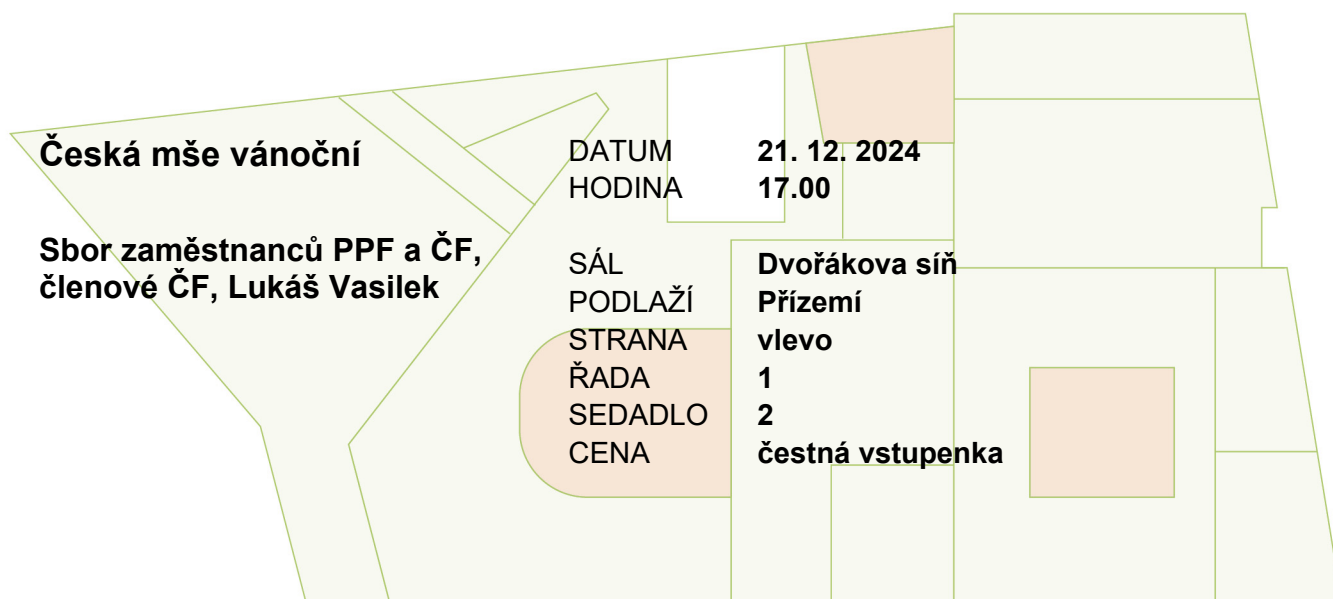 Česká mše vánoční
Sbor zaměstnanců PPF a ČF,
členové ČF, Lukáš Vasilek
DATUM 21. 12. 2024
HODINA 17.00
SÁL Dvořákova síň
PODLAŽÍ Přízemí
STRANA vlevo
ŘADA 1
SEDADLO 2
CENA čestná vstupenka